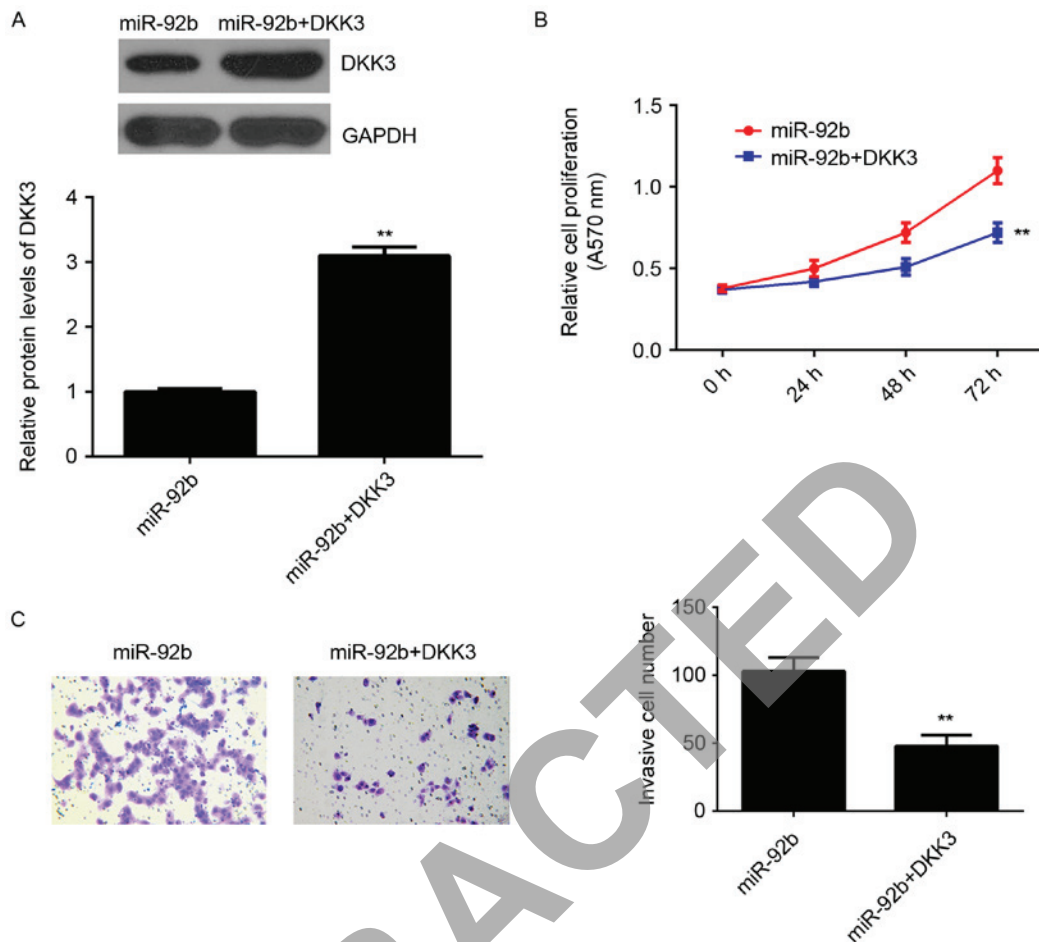 A
miR-92b miR-92b+DKK3
DKK3
GAPDH
Relative protein levels of DKK3
4
3
2
1
0
**
miR-92b
miR-92b+DKK3
B
Relative cell proliferation
(A570 nm)
1.5
1.0
0.5
0.0
miR-92b
miR-92b+DKK3
**
0 h
24 h
48 h
72 h
C
miR-92b
miR-92b+DKK3
Invasive cell number
150
100
50
0
**
miR-92b
miR-92b+DKK3
RACTED